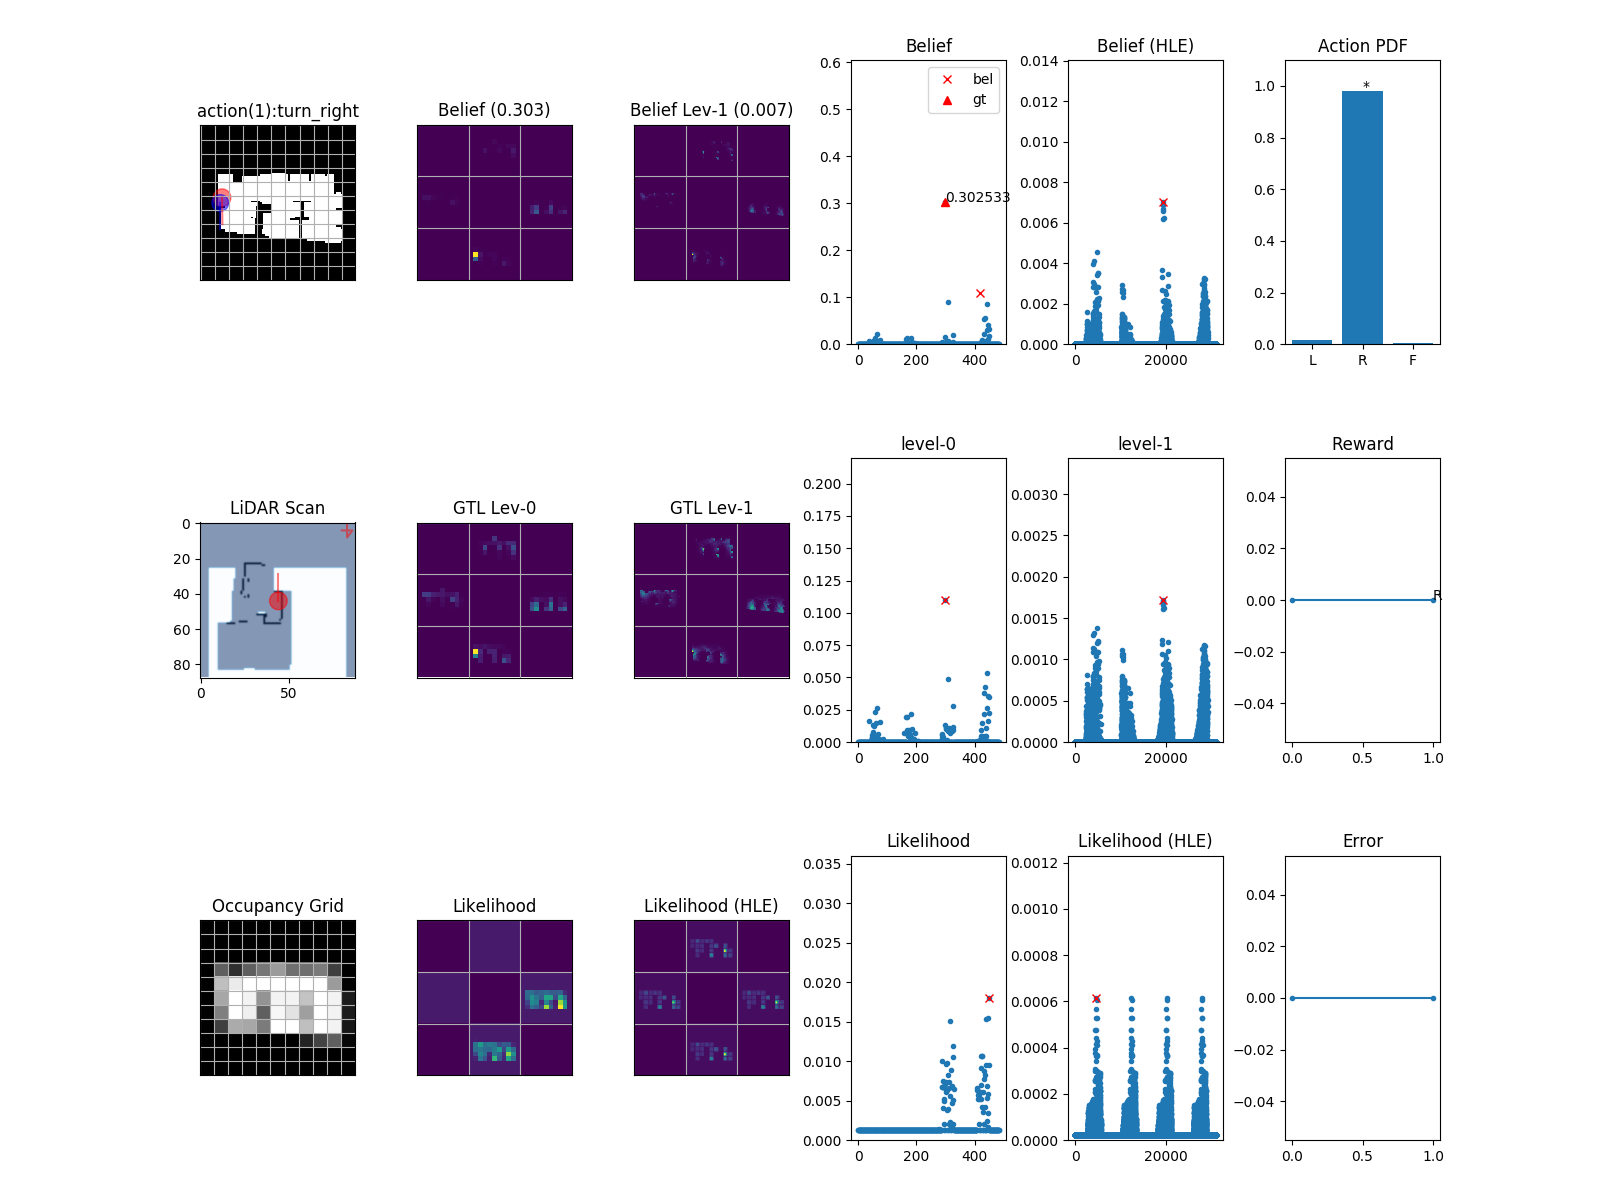 action(1):turn_right
Belief (0.303)
Belief Lev-1 (0.007)
Belief
0.6
0.5
0.4
0.3
0.2
0.1
0.0
0 200 400
bel
gt
0.302533
Belief (HLE)
0.014
0.012
0.010
0.008
0.006
0.004
0.002
0.000
0 20000
Action PDF
1.0
0.8
0.6
0.4
0.2
0.0
*
L R F
LiDAR Scan
0
20
40
60
80
0 50
GTL Lev-0
GTL Lev-1
level-0
0.200
0.175
0.150
0.125
0.100
0.075
0.050
0.025
0.000
0 200 400
level-1
0.0030
0.0025
0.0020
0.0015
0.0010
0.0005
0.0000
0 20000
Reward
0.04
0.02
0.00
−0.02
−0.04
R
0.0 0.5 1.0
Occupancy Grid
Likelihood
Likelihood (HLE)
Likelihood
0.035
0.030
0.025
0.020
0.015
0.010
0.005
0.000
0 200 400
Likelihood (HLE)
0.0012
0.0010
0.0008
0.0006
0.0004
0.0002
0.0000
0 20000
Error
0.04
0.02
0.00
−0.02
−0.04
0.0 0.5 1.0